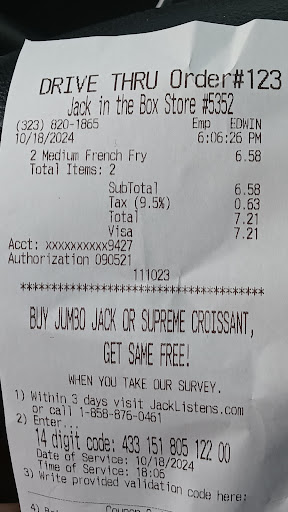 DRIVE THRU Order#123
Jack in the Box Store #5352
(323) 820-1865 Emp EDWIN
10/18/2024 6:06:26 PM
2 Medium French Fry 6.58
Total Items: 2
SubTotal 6.58
Tax (9.5%) 0.63
Total 7.21
Visa 7.21
Acct: xxxxxxxxxx9427
Authorization 090521
111023
****************************************
BUY JUMBO JACK OR SUPREME CROISSANT,
GET SAME FREE!
WHEN YOU TAKE OUR SURVEY.
1) Within 3 days visit JackListens.com
or call 1-858-876-0461
2) Enter...
14 digit code: 433 151 805 122 00
Date of Service: 10/18/2024
Time of Service: 18:06
3) Write provided validation code here:
4)